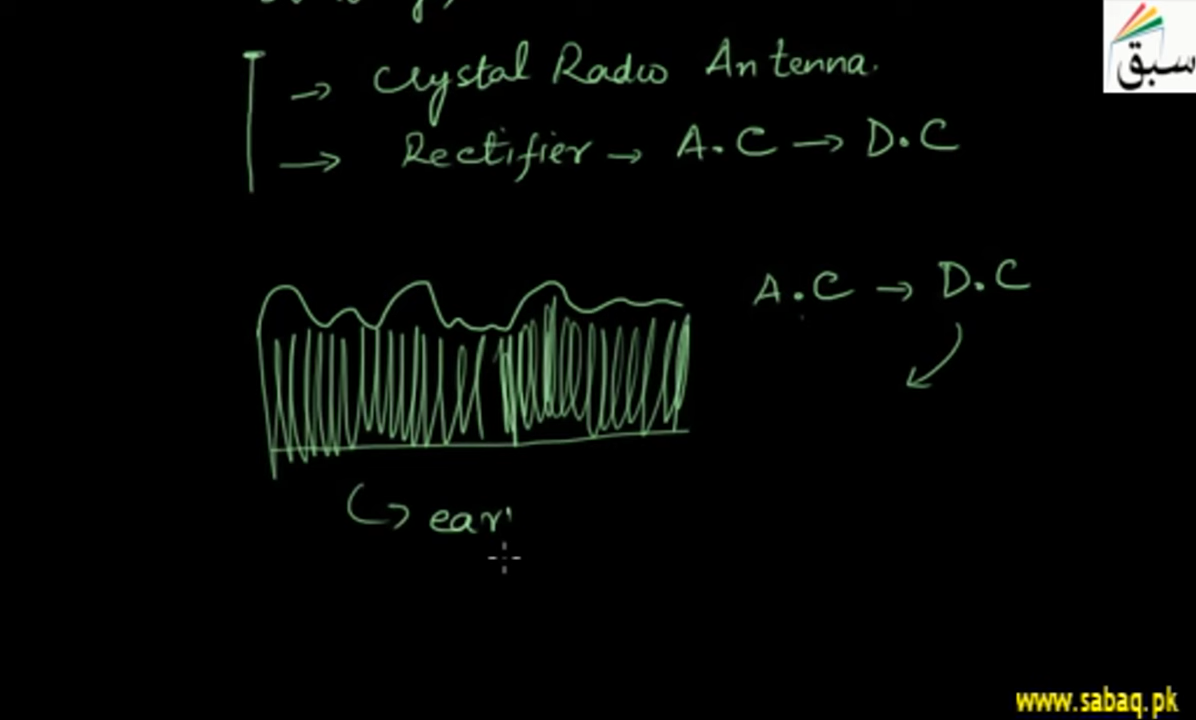 سبق
→ Crystal Radio Antenna.
→ Rectifier → A.C → D.C
A.C → D.C
ear
www.sabaq.pk